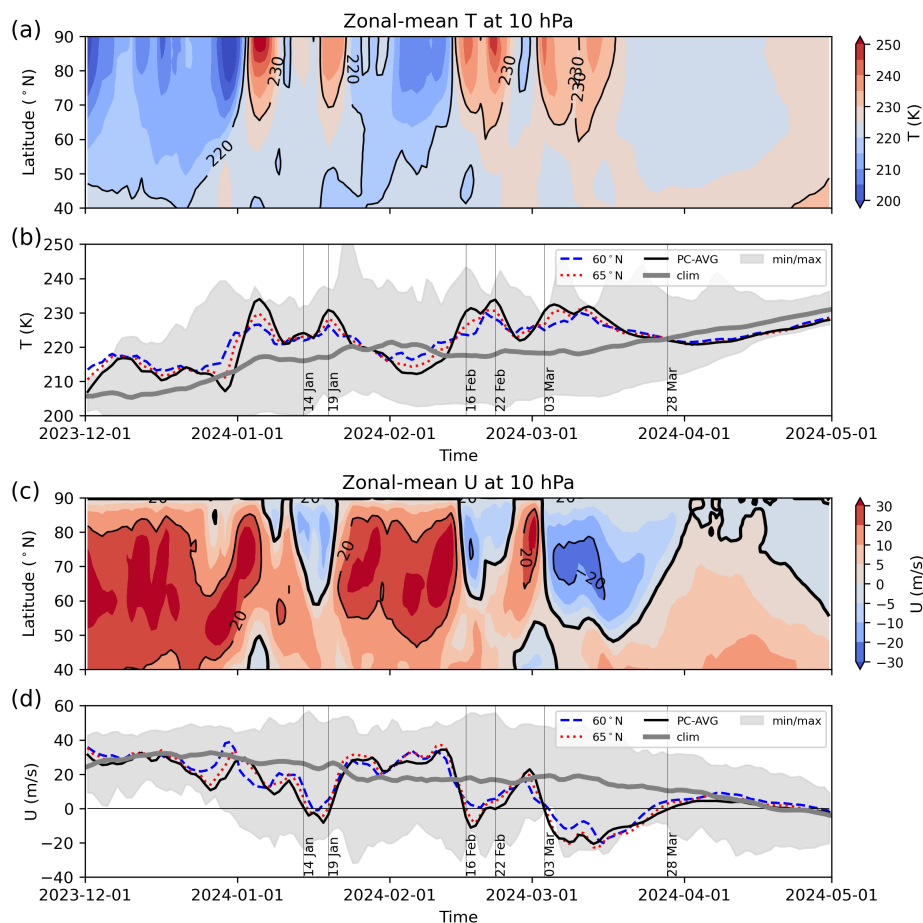 (a)
Zonal-mean T at 10 hPa
Latitude (°N)
90
80
70
60
50
40
230
220
230
230
230
220
250
240
230
220
210
200
T (K)
(b)
T (K)
250
240
230
220
210
200
60°N
65°N
PC-AVG
clim
min/max
14 Jan
19 Jan
16 Feb
22 Feb
03 Mar
28 Mar
2023-12-01
2024-01-01
2024-02-01
2024-03-01
2024-04-01
2024-05-01
Time
(c)
Zonal-mean U at 10 hPa
Latitude (°N)
90
80
70
60
50
40
20
20
20
20
20
20
-20
30
20
10
5
0
−5
−10
−20
−30
U (m/s)
(d)
U (m/s)
60
40
20
0
−20
−40
60°N
65°N
PC-AVG
clim
min/max
14 Jan
19 Jan
16 Feb
22 Feb
03 Mar
28 Mar
2023-12-01
2024-01-01
2024-02-01
2024-03-01
2024-04-01
2024-05-01
Time